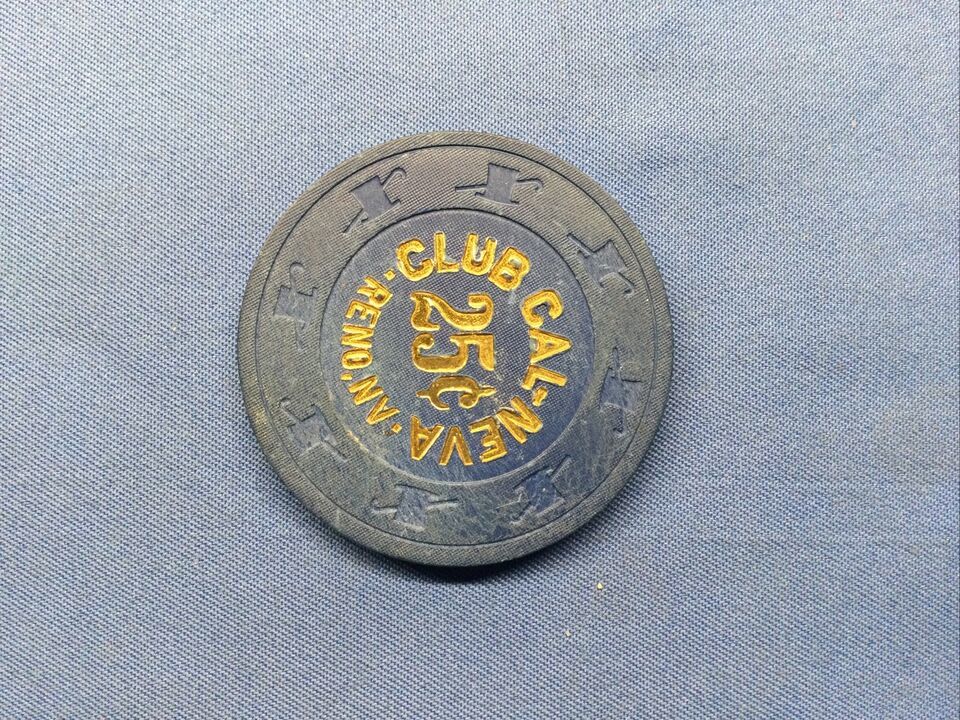 ·CLUB CAL-NEVA·
25¢
RENO, NV.